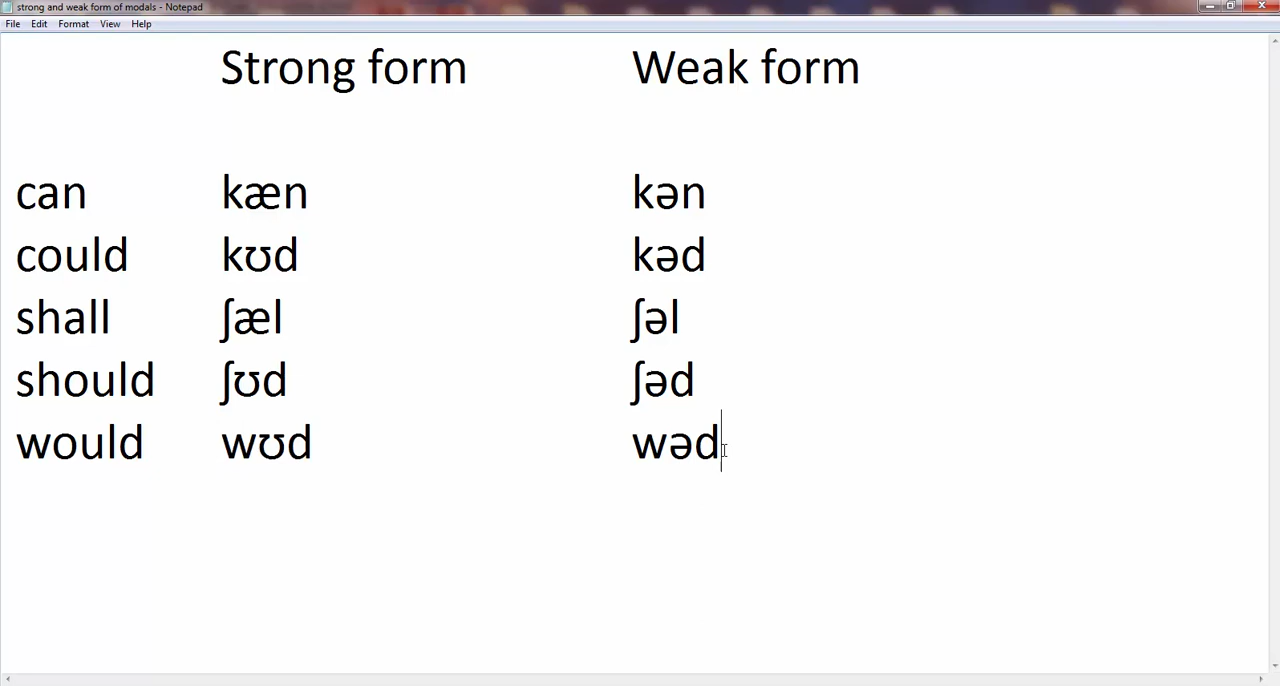 strong and weak form of modals - Notepad
File Edit Format View Help
Strong form Weak form
can kæn kən
could kʊd kəd
shall ʃæl ʃəl
should ʃʊd ʃəd
would wʊd wəd